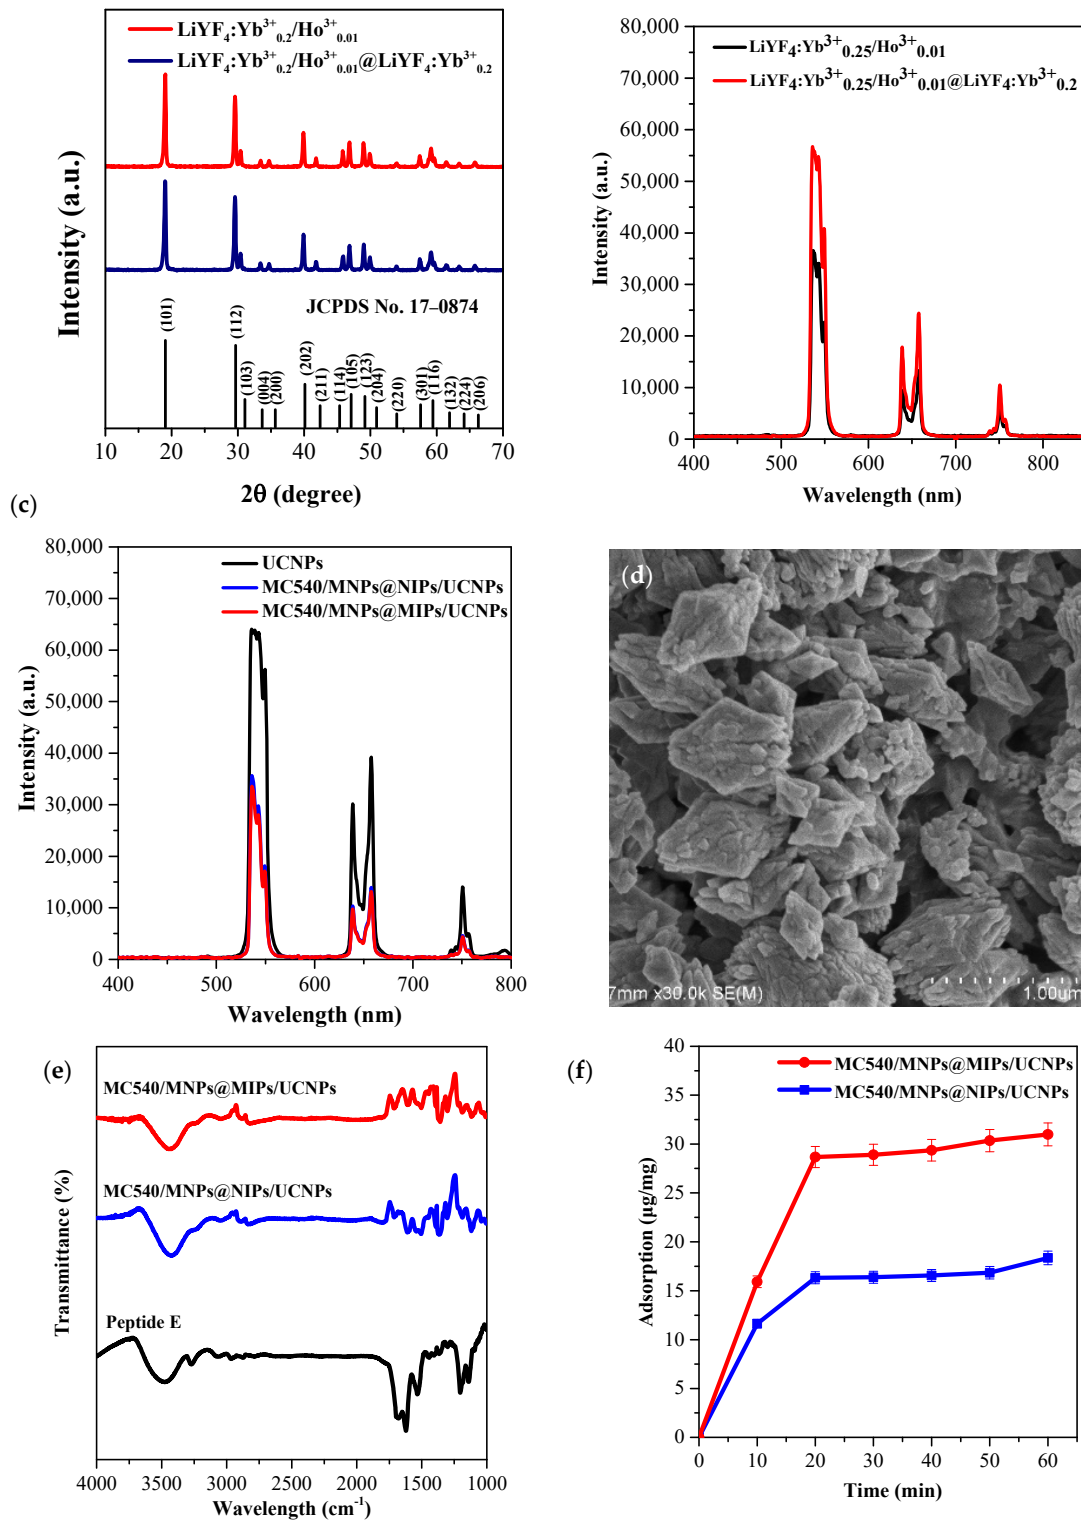 LiYF₄:Yb³⁺₀.₂/Ho³⁺₀.₀₁
LiYF₄:Yb³⁺₀.₂/Ho³⁺₀.₀₁@LiYF₄:Yb³⁺₀.₂
Intensity (a.u.)
JCPDS No. 17–0874
(101)
(112)
(103)
(004)
(200)
(202)
(211)
(114)
(105)
(123)
(204)
(220)
(301)
(116)
(132)
(224)
(206)
10 20 30 40 50 60 70
2θ (degree)
LiYF₄:Yb³⁺₀.₂₅/Ho³⁺₀.₀₁
LiYF₄:Yb³⁺₀.₂₅/Ho³⁺₀.₀₁@LiYF₄:Yb³⁺₀.₂
80,000
70,000
60,000
50,000
40,000
30,000
20,000
10,000
0
Intensity (a.u.)
400 500 600 700 800
Wavelength (nm)
(c)
UCNPs
MC540/MNPs@NIPs/UCNPs
MC540/MNPs@MIPs/UCNPs
80,000
70,000
60,000
50,000
40,000
30,000
20,000
10,000
0
Intensity (a.u.)
400 500 600 700 800
Wavelength (nm)
(d)
7mm x30.0k SE(M)
1.00um
(e)
MC540/MNPs@MIPs/UCNPs
MC540/MNPs@NIPs/UCNPs
Peptide E
Transmittance (%)
4000 3500 3000 2500 2000 1500 1000
Wavelength (cm⁻¹)
(f)
MC540/MNPs@MIPs/UCNPs
MC540/MNPs@NIPs/UCNPs
40
35
30
25
20
15
10
5
0
Adsorption (µg/mg)
0 10 20 30 40 50 60
Time (min)